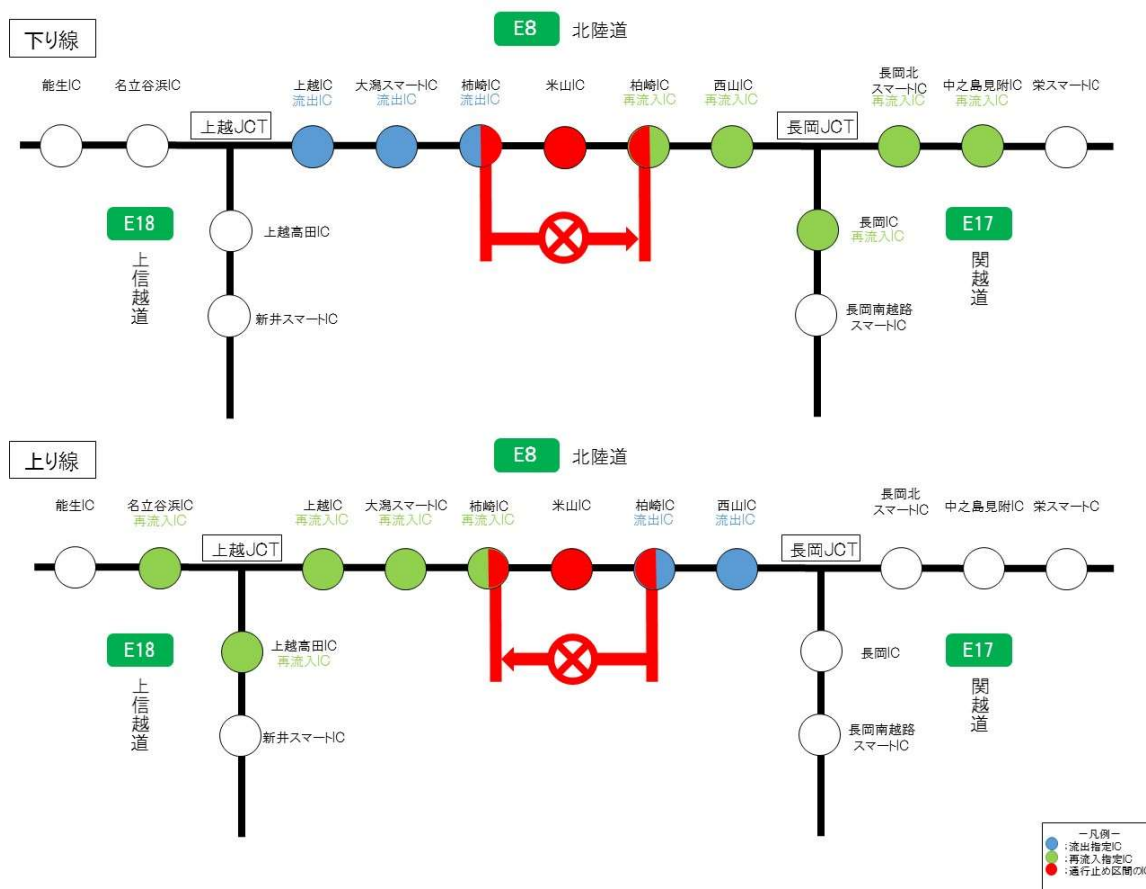 下り線
E8 北陸道
能生IC
名立谷浜IC
上越JCT
上越IC
流出IC
大潟スマートIC
流出IC
柿崎IC
流出IC
米山IC
柏崎IC
再流入IC
西山IC
再流入IC
長岡JCT
長岡北
スマートIC
再流入IC
中之島見附IC
再流入IC
栄スマートIC
E18
上信越道
上越高田IC
新井スマートIC
長岡IC
再流入IC
長岡南越路
スマートIC
E17
関越道
上り線
E8 北陸道
能生IC
名立谷浜IC
再流入IC
上越JCT
上越IC
再流入IC
大潟スマートIC
再流入IC
柿崎IC
再流入IC
米山IC
柏崎IC
流出IC
西山IC
流出IC
長岡JCT
長岡北
スマートIC
中之島見附IC
栄スマートIC
E18
上信越道
上越高田IC
再流入IC
新井スマートIC
長岡IC
長岡南越路
スマートIC
E17
関越道
－凡例－
：流出指定IC
：再流入指定IC
：通行止め区間のIC